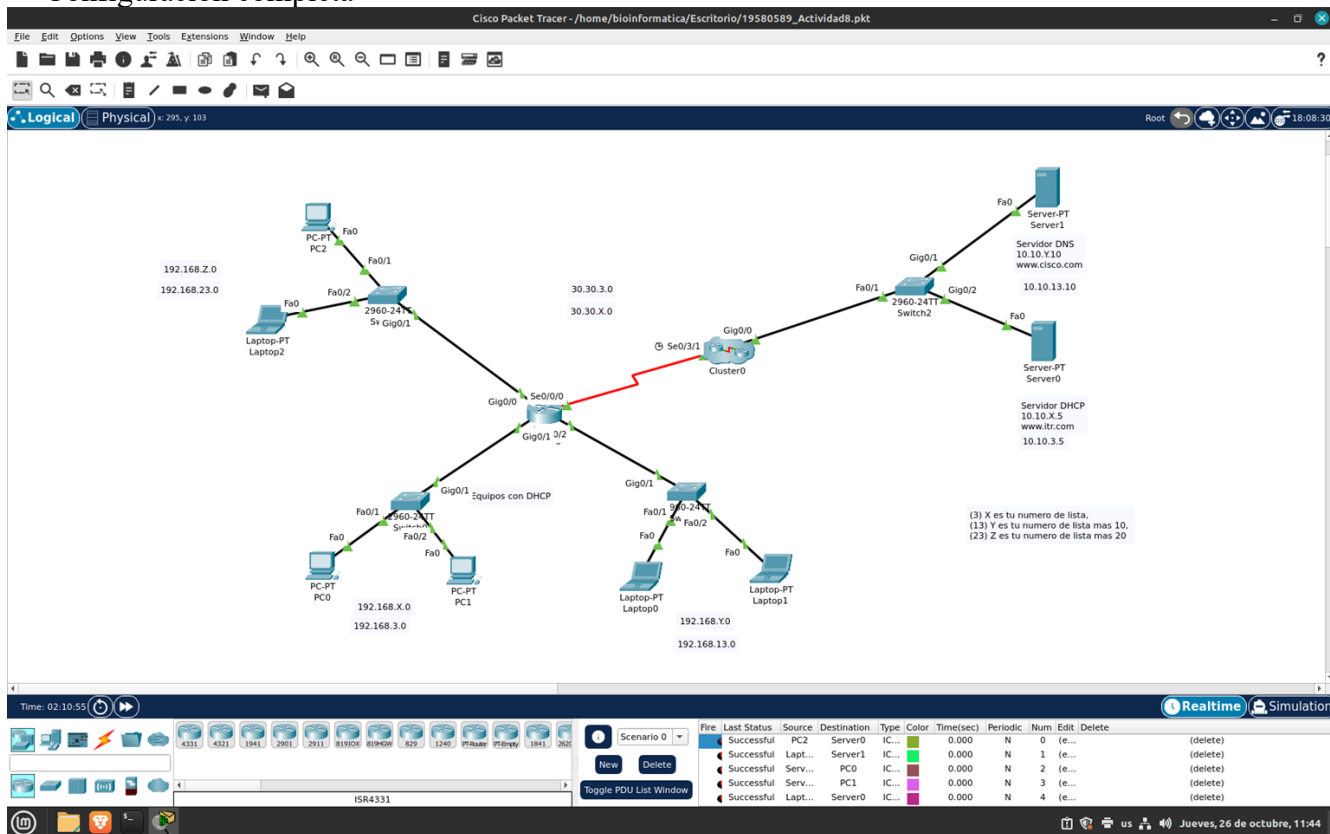 Configuración completa
Cisco Packet Tracer - /home/bioinformatica/Escritorio/19580589_Actividad8.pkt
File Edit Options View Tools Extensions Window Help
?
Logical Physical x: 295, y: 103
Root 18:08:30
Fa0
PC-PT
PC2
Fa0/1
192.168.Z.0
192.168.23.0
Fa0/2
Fa0
2960-24TT
Gig0/1
Laptop-PT
Laptop2
30.30.3.0
30.30.X.0
Fa0
Server-PT
Server1
Servidor DNS
10.10.Y.10
www.cisco.com
10.10.13.10
Gig0/1
Fa0/1
Gig0/2
2960-24TT
Switch2
Fa0
Server-PT
Server0
Servidor DHCP
10.10.X.5
www.itr.com
10.10.3.5
Gig0/0
Se0/3/1
Cluster0
Gig0/0
Se0/0/0
Gig0/1
0/2
Gig0/1
Equipos con DHCP
Fa0/1
2960-24TT
Fa0/2
Fa0
Fa0
PC-PT
PC0
PC-PT
PC1
192.168.X.0
192.168.3.0
Gig0/1
Fa0/1
960-24TT
Fa0/2
Fa0
Fa0
Laptop-PT
Laptop0
Laptop-PT
Laptop1
192.168.Y.0
192.168.13.0
(3) X es tu numero de lista,
(13) Y es tu numero de lista mas 10,
(23) Z es tu numero de lista mas 20
Time: 02:10:55
Realtime Simulation
4331 4321 1941 2901 2911 819IOX 819HGW 829 1240 PT-Router PT-Empty 1841 2620
ISR4331
Scenario 0
New Delete
Toggle PDU List Window
Fire Last Status Source Destination Type Color Time(sec) Periodic Num Edit Delete
Successful PC2 Server0 IC... 0.000 N 0 (e... (delete)
Successful Lapt... Server1 IC... 0.000 N 1 (e... (delete)
Successful Serv... PC0 IC... 0.000 N 2 (e... (delete)
Successful Serv... PC1 IC... 0.000 N 3 (e... (delete)
Successful Lapt... Server0 IC... 0.000 N 4 (e... (delete)
us Jueves, 26 de octubre, 11:44